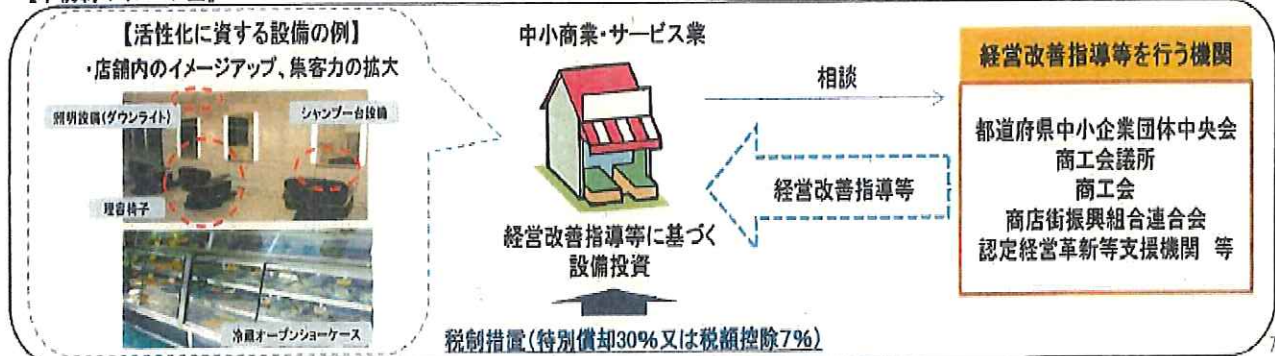 【活性化に資する設備の例】
・店舗内のイメージアップ、集客力の拡大
照明設備(ダウンライト)
シャンプー台設備
理容椅子
冷蔵オープンショーケース
中小商業・サービス業
経営改善指導等に基づく
設備投資
税制措置(特別償却30%又は税額控除7%)
相談
経営改善指導等
経営改善指導等を行う機関
都道府県中小企業団体中央会
商工会議所
商工会
商店街振興組合連合会
認定経営革新等支援機関 等
7